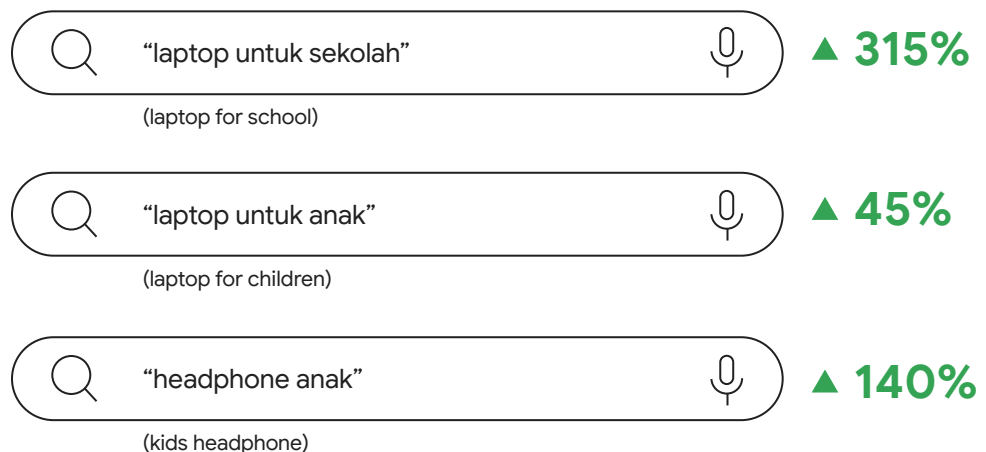 “laptop untuk sekolah”
▲ 315%
(laptop for school)
“laptop untuk anak”
▲ 45%
(laptop for children)
“headphone anak”
▲ 140%
(kids headphone)